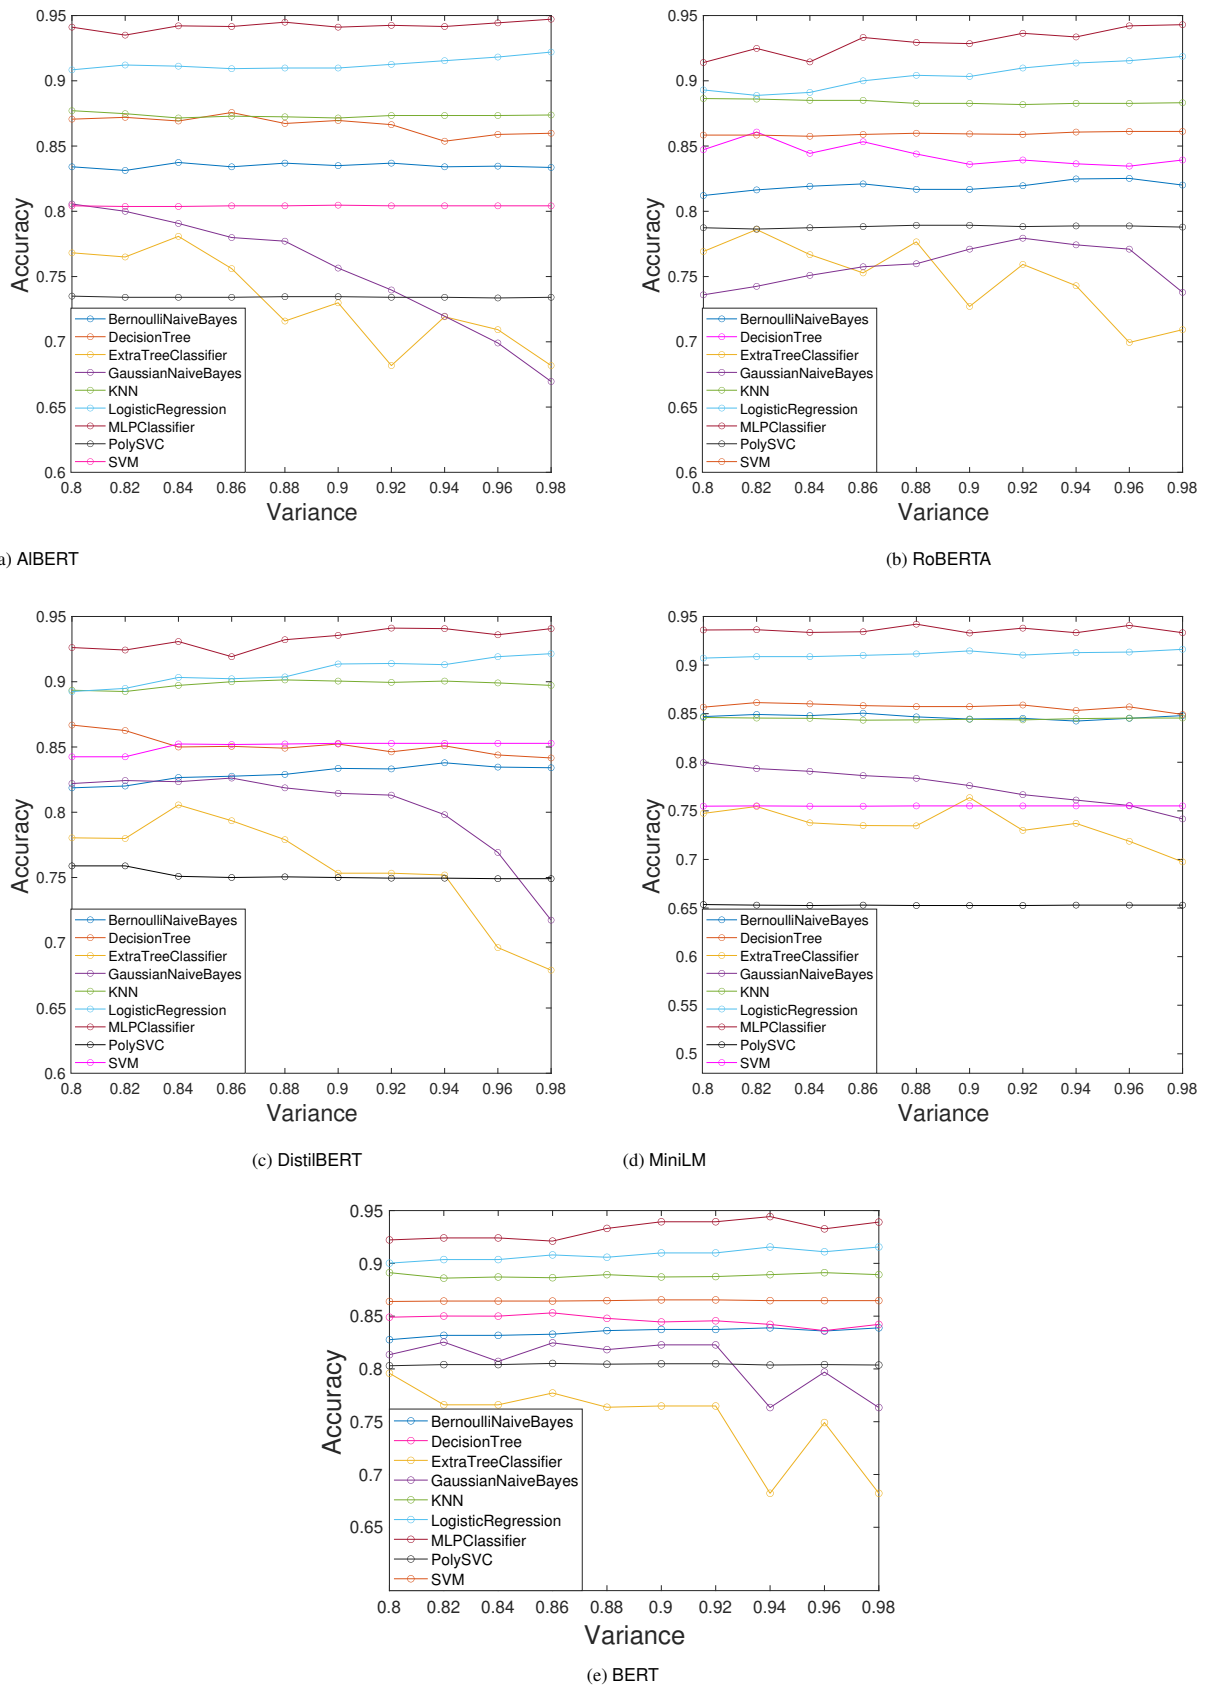 0.95
0.9
0.85
0.8
0.75
0.7
0.65
0.6
Accuracy
BernoulliNaiveBayes
DecisionTree
ExtraTreeClassifier
GaussianNaiveBayes
KNN
LogisticRegression
MLPClassifier
PolySVC
SVM
0.8 0.82 0.84 0.86 0.88 0.9 0.92 0.94 0.96 0.98
Variance
a) AlBERT
0.95
0.9
0.85
0.8
0.75
0.7
0.65
0.6
Accuracy
BernoulliNaiveBayes
DecisionTree
ExtraTreeClassifier
GaussianNaiveBayes
KNN
LogisticRegression
MLPClassifier
PolySVC
SVM
0.8 0.82 0.84 0.86 0.88 0.9 0.92 0.94 0.96 0.98
Variance
(b) RoBERTA
0.95
0.9
0.85
0.8
0.75
0.7
0.65
0.6
Accuracy
BernoulliNaiveBayes
DecisionTree
ExtraTreeClassifier
GaussianNaiveBayes
KNN
LogisticRegression
MLPClassifier
PolySVC
SVM
0.8 0.82 0.84 0.86 0.88 0.9 0.92 0.94 0.96 0.98
Variance
(c) DistilBERT
0.95
0.9
0.85
0.8
0.75
0.7
0.65
0.6
0.55
0.5
Accuracy
BernoulliNaiveBayes
DecisionTree
ExtraTreeClassifier
GaussianNaiveBayes
KNN
LogisticRegression
MLPClassifier
PolySVC
SVM
0.8 0.82 0.84 0.86 0.88 0.9 0.92 0.94 0.96 0.98
Variance
(d) MiniLM
0.95
0.9
0.85
0.8
0.75
0.7
0.65
Accuracy
BernoulliNaiveBayes
DecisionTree
ExtraTreeClassifier
GaussianNaiveBayes
KNN
LogisticRegression
MLPClassifier
PolySVC
SVM
0.8 0.82 0.84 0.86 0.88 0.9 0.92 0.94 0.96 0.98
Variance
(e) BERT